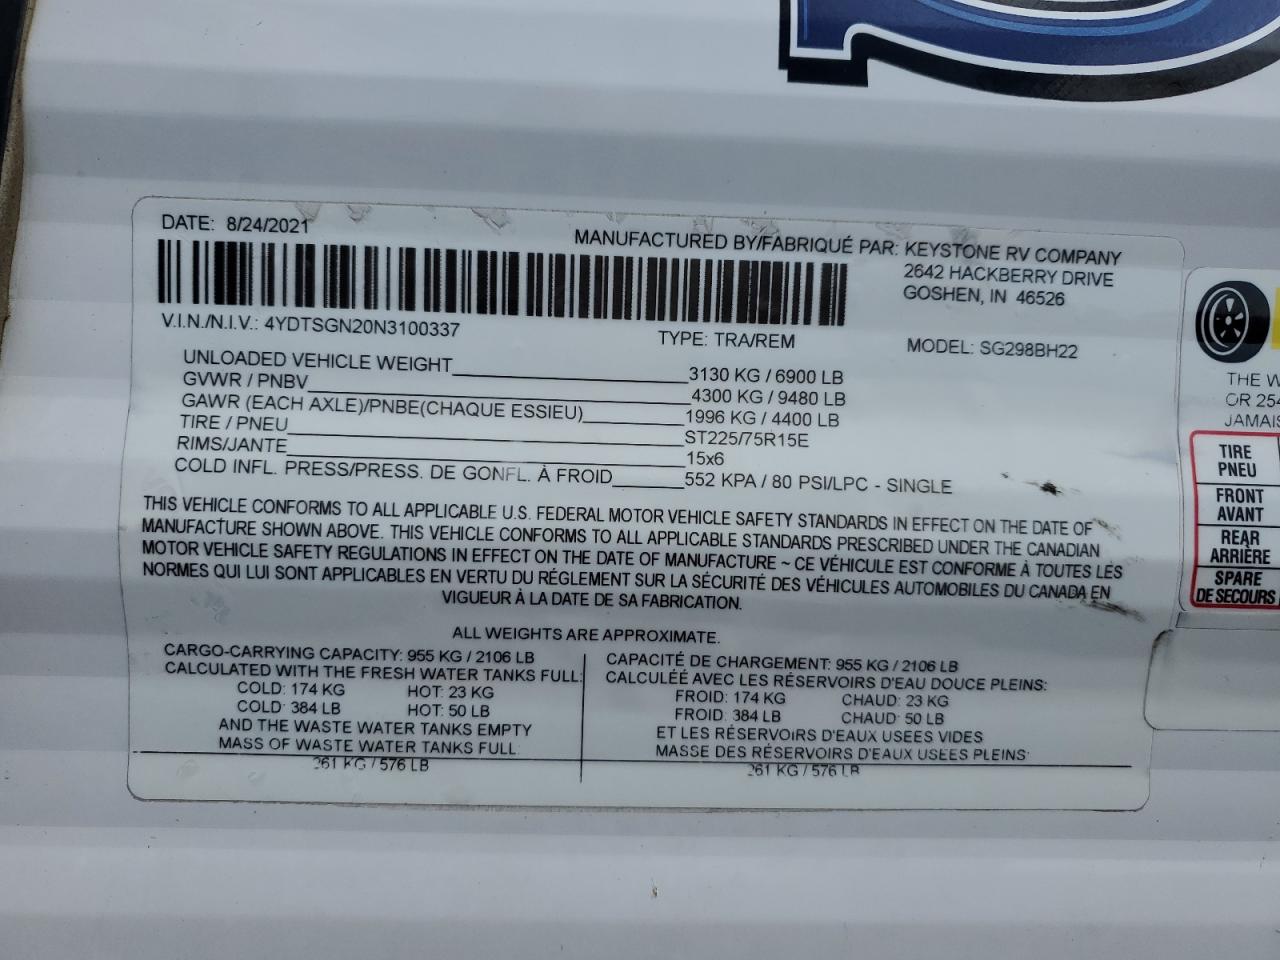 DATE: 8/24/2021
MANUFACTURED BY/FABRIQUÉ PAR: KEYSTONE RV COMPANY
2642 HACKBERRY DRIVE
GOSHEN, IN 46526
V.I.N./N.I.V.: 4YDTSGN20N3100337
TYPE: TRA/REM
MODEL: SG298BH22
UNLOADED VEHICLE WEIGHT 3130 KG / 6900 LB
GVWR / PNBV 4300 KG / 9480 LB
GAWR (EACH AXLE)/PNBE(CHAQUE ESSIEU) 1996 KG / 4400 LB
TIRE / PNEU ST225/75R15E
RIMS/JANTE 15x6
COLD INFL. PRESS/PRESS. DE GONFL. À FROID 552 KPA / 80 PSI/LPC - SINGLE
THIS VEHICLE CONFORMS TO ALL APPLICABLE U.S. FEDERAL MOTOR VEHICLE SAFETY STANDARDS IN EFFECT ON THE DATE OF
MANUFACTURE SHOWN ABOVE. THIS VEHICLE CONFORMS TO ALL APPLICABLE STANDARDS PRESCRIBED UNDER THE CANADIAN
MOTOR VEHICLE SAFETY REGULATIONS IN EFFECT ON THE DATE OF MANUFACTURE ~ CE VÉHICULE EST CONFORME À TOUTES LES
NORMES QUI LUI SONT APPLICABLES EN VERTU DU RÉGLEMENT SUR LA SÉCURITÉ DES VÉHICULES AUTOMOBILES DU CANADA EN
VIGUEUR À LA DATE DE SA FABRICATION.
ALL WEIGHTS ARE APPROXIMATE.
CARGO-CARRYING CAPACITY: 955 KG / 2106 LB
CALCULATED WITH THE FRESH WATER TANKS FULL:
COLD: 174 KG HOT: 23 KG
COLD: 384 LB HOT: 50 LB
AND THE WASTE WATER TANKS EMPTY
MASS OF WASTE WATER TANKS FULL:
261 KG / 576 LB
CAPACITÉ DE CHARGEMENT: 955 KG / 2106 LB
CALCULÉE AVEC LES RÉSERVOIRS D'EAU DOUCE PLEINS:
FROID: 174 KG CHAUD: 23 KG
FROID: 384 LB CHAUD: 50 LB
ET LES RÉSERVOIRS D'EAUX USÉES VIDES
MASSE DES RÉSERVOIRS D'EAUX USÉES PLEINS:
261 KG / 576 LB
THE
OR 254
JAMAIS
TIRE
PNEU
FRONT
AVANT
REAR
ARRIÈRE
SPARE
DE SECOURS